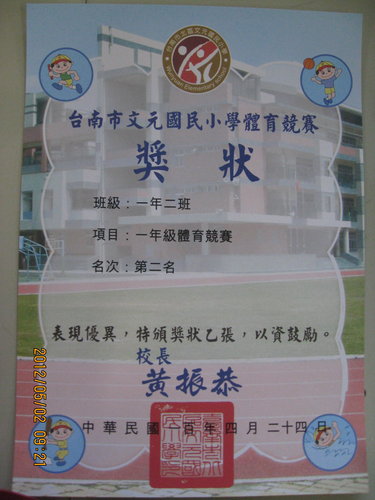 台南市文元國民小學體育競賽
獎狀
班級：一年二班
項目：一年級體育競賽
名次：第二名
表現優異，特頒獎狀乙張，以資鼓勵。
校長
黃振恭
中華民國一百年四月二十四日
2012/06/02 09:21